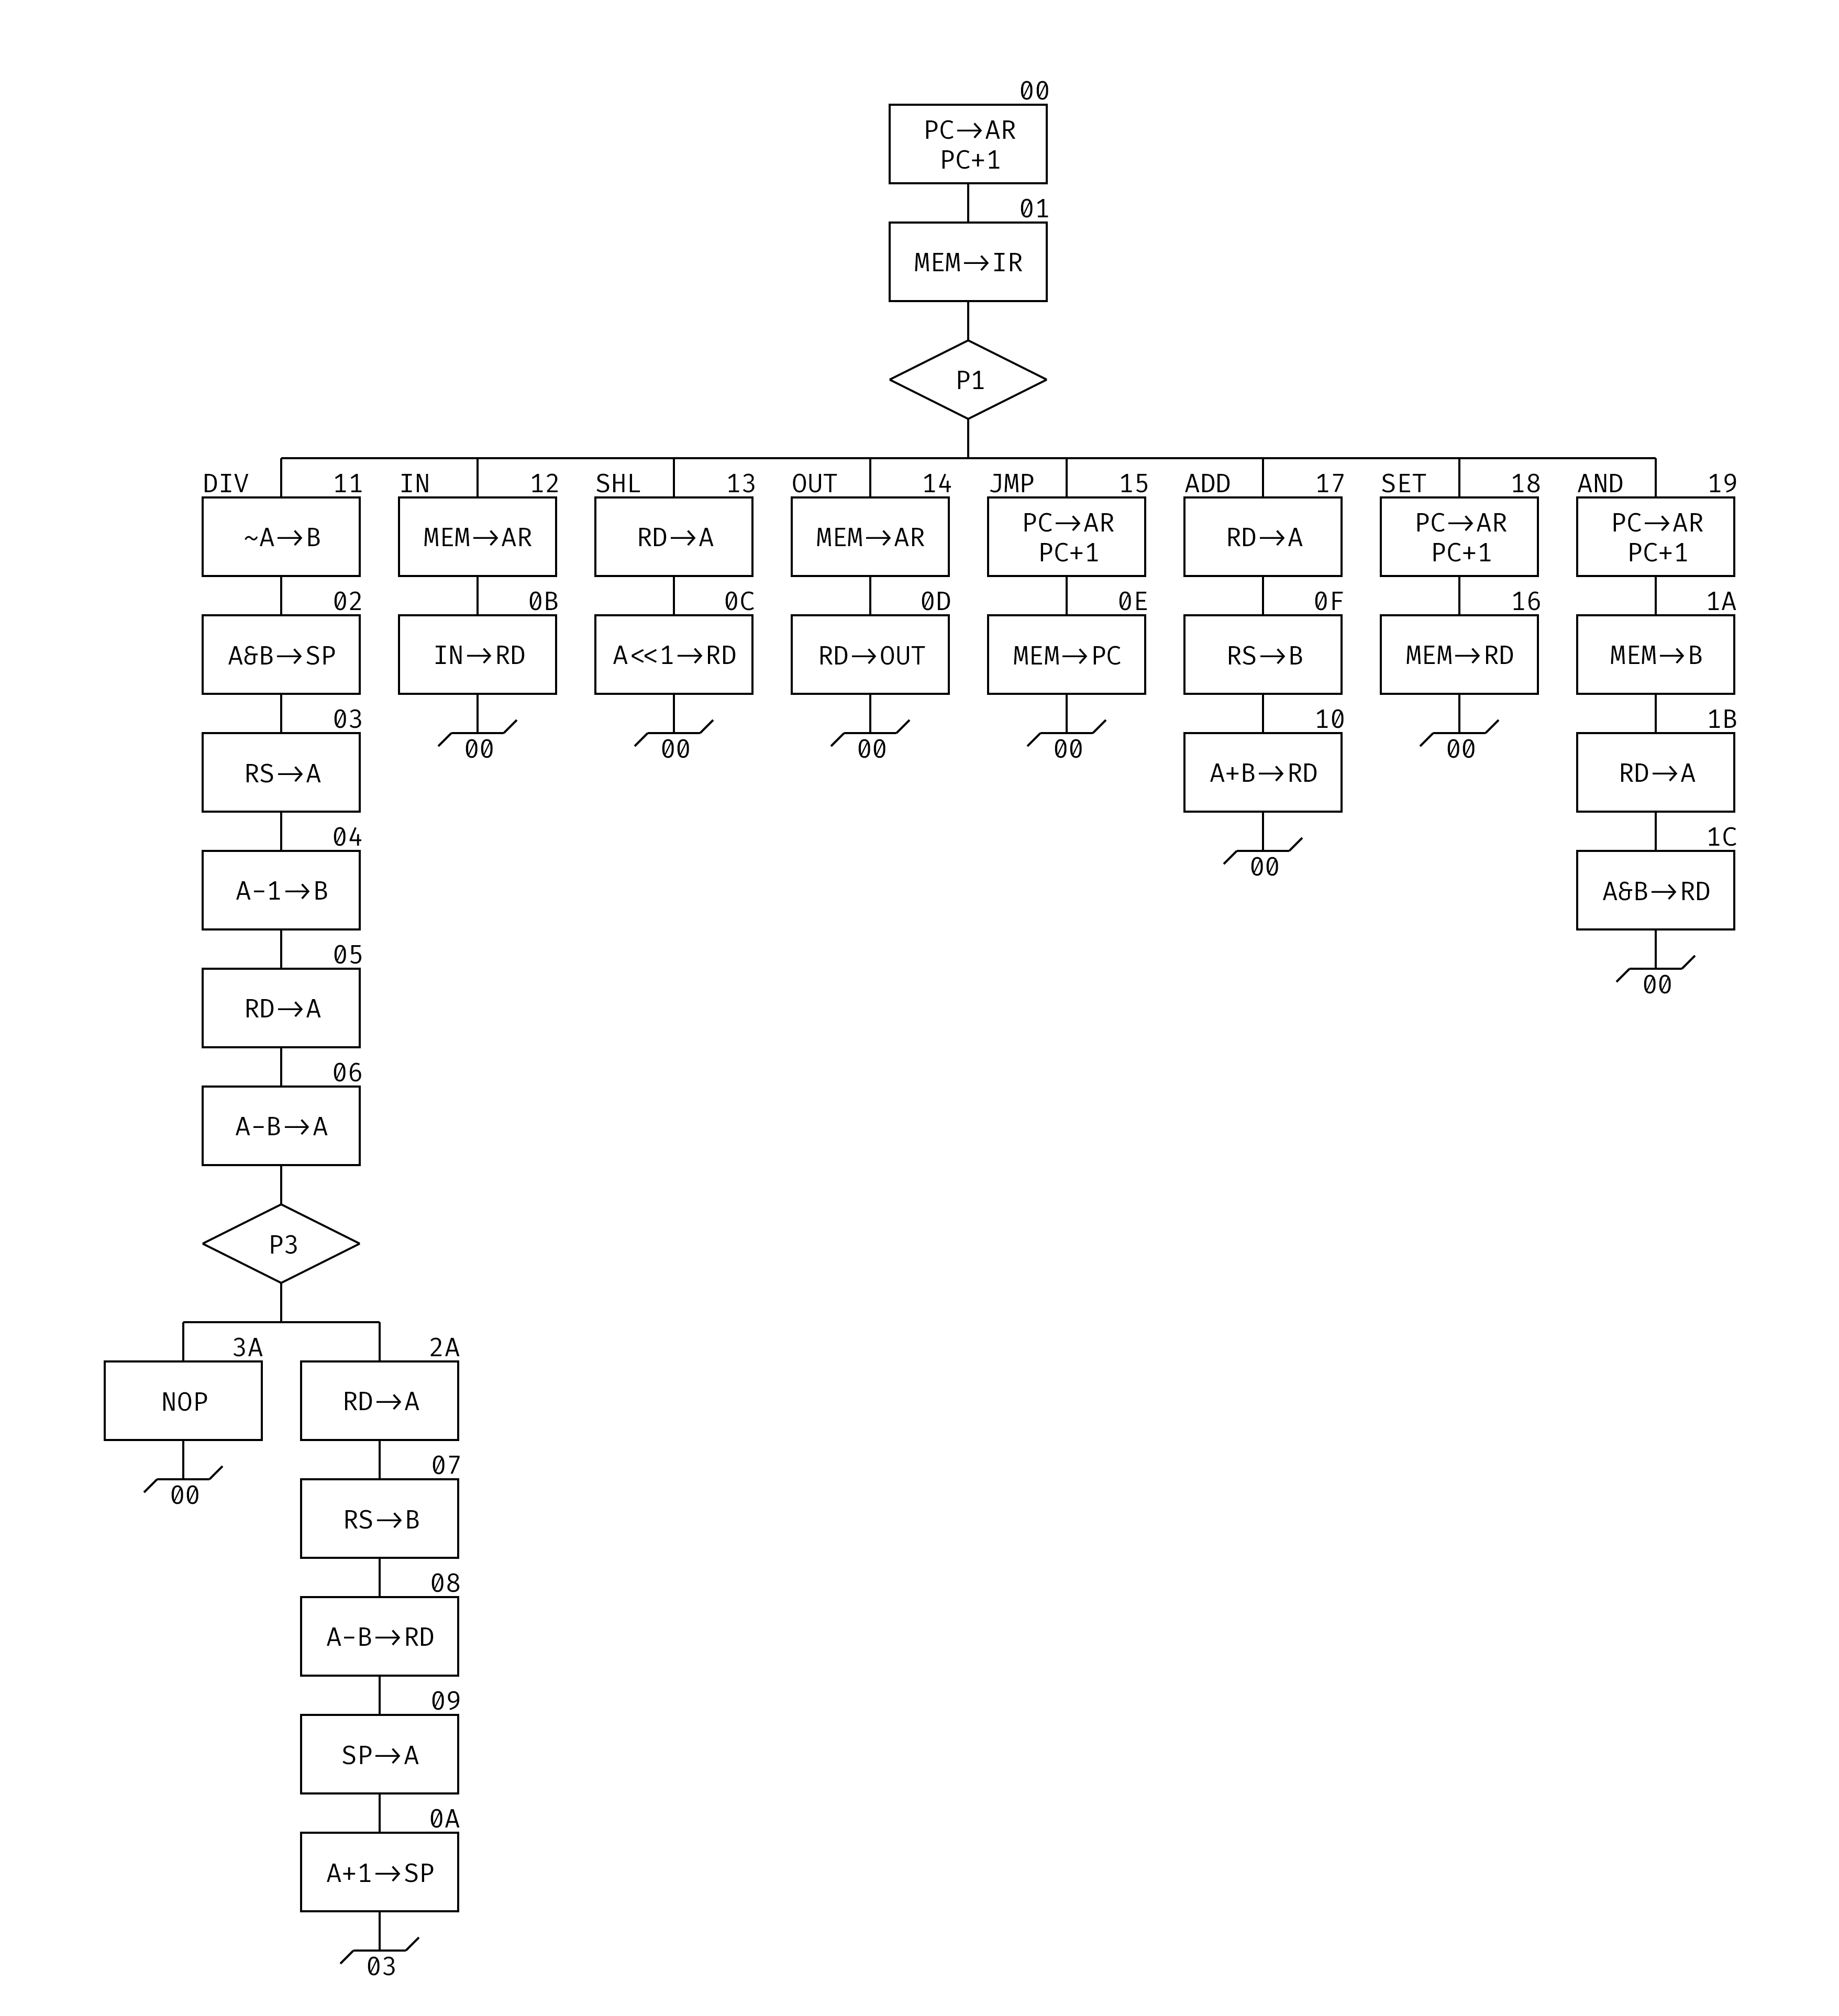 00
PC→AR
PC+1
01
MEM→IR
P1
DIV 11 IN 12 SHL 13 OUT 14 JMP 15 ADD 17 SET 18 AND 19
~A→B MEM→AR RD→A MEM→AR PC→AR RD→A PC→AR PC→AR
PC+1 PC+1 PC+1
02 0B 0C 0D 0E 0F 16 1A
A&B→SP IN→RD A<<1→RD RD→OUT MEM→PC RS→B MEM→RD MEM→B
03 00 00 00 00 10 00 1B
RS→A A+B→RD RD→A
04 00 1C
A-1→B A&B→RD
05 00
RD→A
06
A-B→A
P3
3A 2A
NOP RD→A
00 07
RS→B
08
A-B→RD
09
SP→A
0A
A+1→SP
03